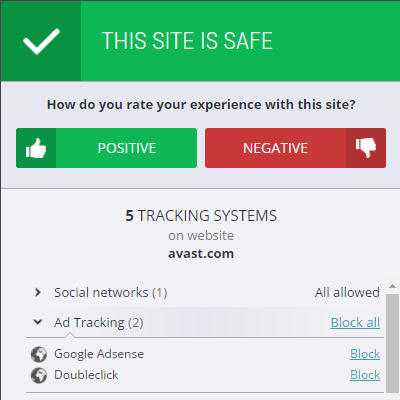 THIS SITE IS SAFE
How do you rate your experience with this site?
POSITIVE NEGATIVE
5 TRACKING SYSTEMS
on website
avast.com
Social networks (1) All allowed
Ad Tracking (2) Block all
Google Adsense Block
Doubleclick Block